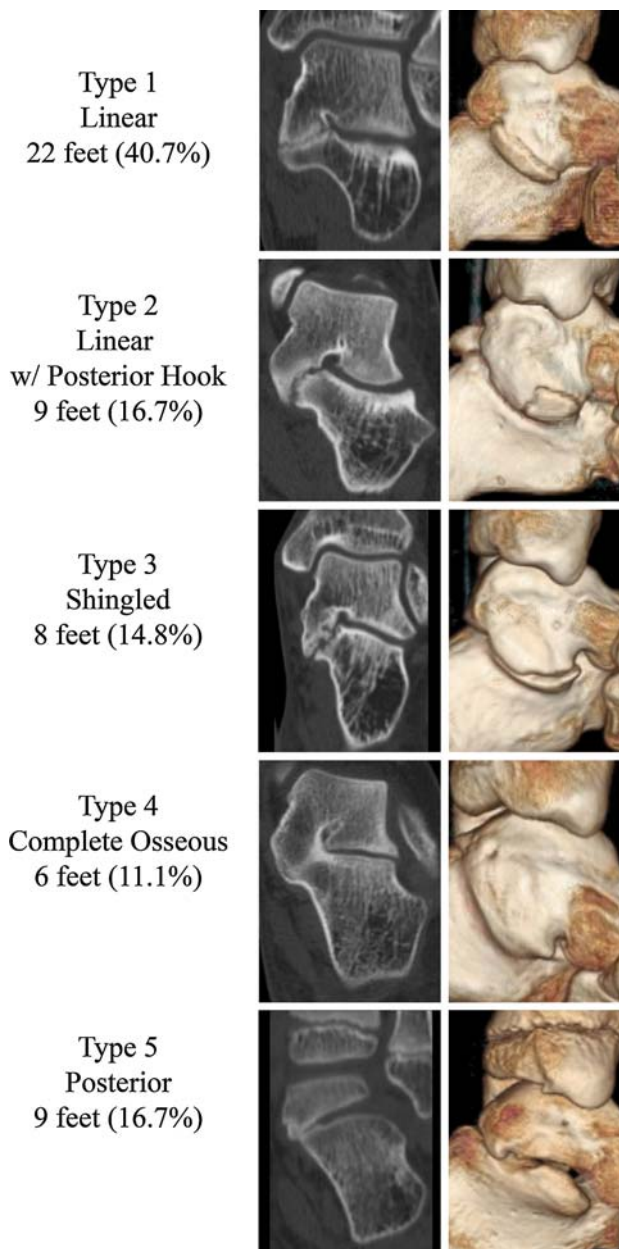 Type 1
Linear
22 feet (40.7%)
Type 2
Linear
w/ Posterior Hook
9 feet (16.7%)
Type 3
Shingled
8 feet (14.8%)
Type 4
Complete Osseous
6 feet (11.1%)
Type 5
Posterior
9 feet (16.7%)